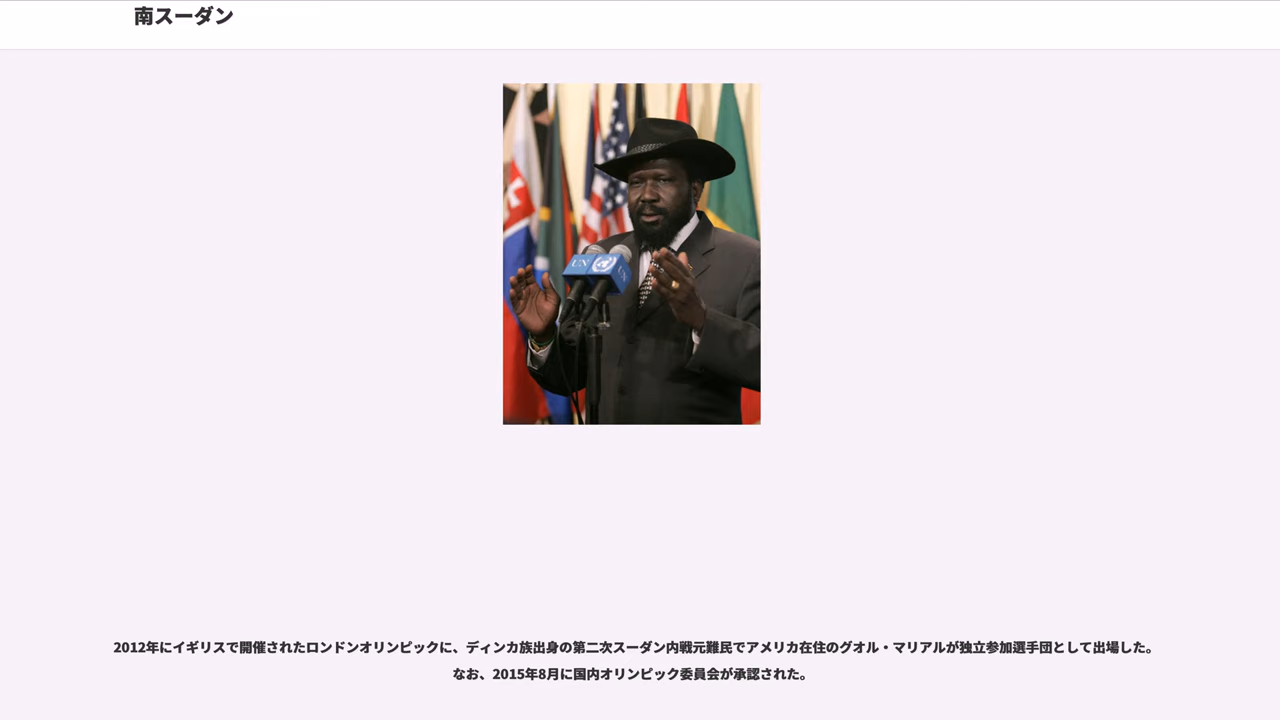 南スーダン
UN
UN
2012年にイギリスで開催されたロンドンオリンピックに、ディンカ族出身の第二次スーダン内戦元難民でアメリカ在住のグオル・マリアルが独立参加選手団として出場した。
なお、2015年8月に国内オリンピック委員会が承認された。